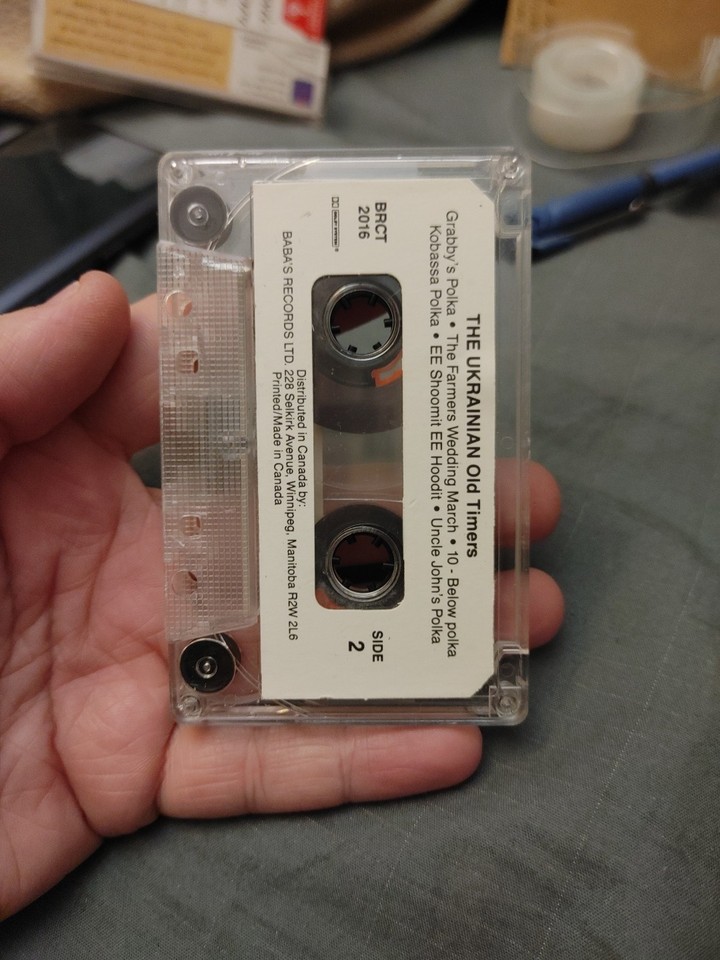 THE UKRAINIAN Old Timers
Grabby's Polka • The Farmers Wedding March • 10 - Below polka
Kobassa Polka • EE Shoomit EE Hoodit • Uncle John's Polka
BRCT
2016
DOLBY SYSTEM
SIDE
2
Distributed in Canada by:
BABA'S RECORDS LTD. 228 Selkirk Avenue, Winnipeg, Manitoba R2W 2L6
Printed/Made in Canada